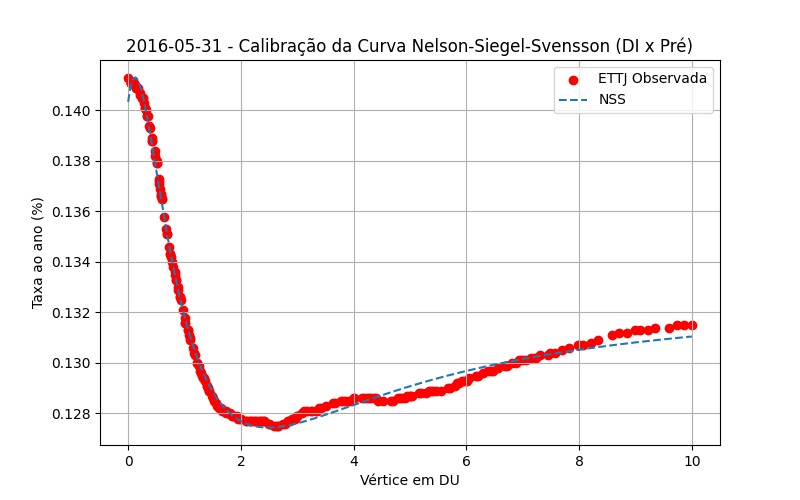 2016-05-31 - Calibração da Curva Nelson-Siegel-Svensson (DI x Pré)
ETTJ Observada
NSS
Taxa ao ano (%)
0.140
0.138
0.136
0.134
0.132
0.130
0.128
0 2 4 6 8 10
Vértice em DU